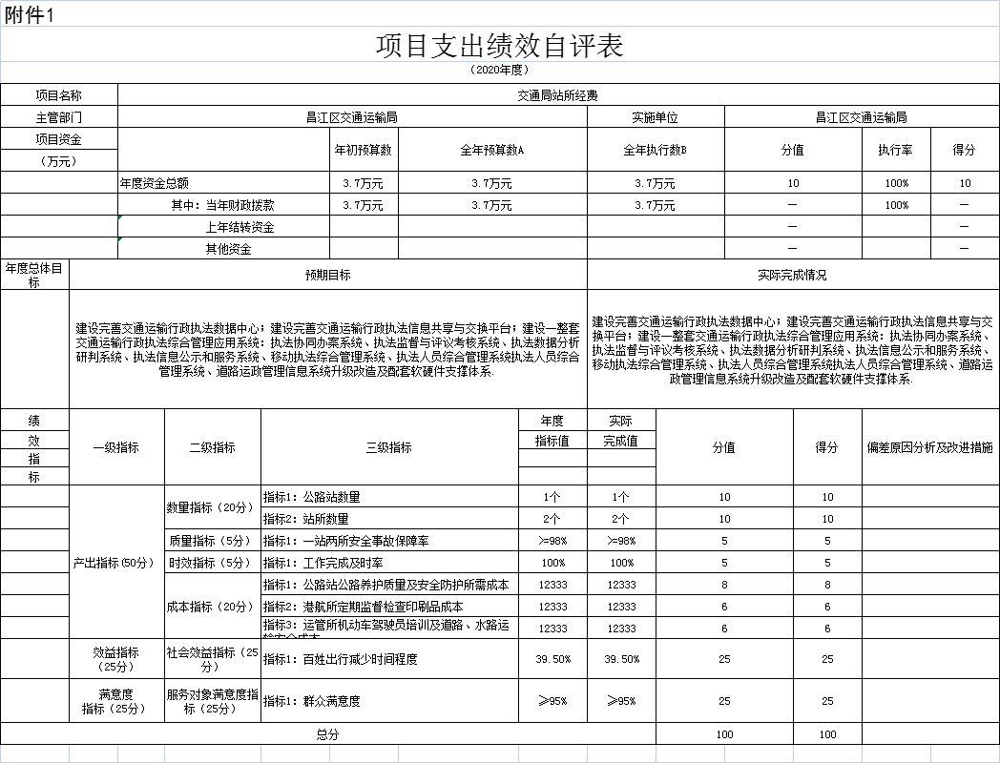 附件1
项目支出绩效自评表
（2020年度）
项目名称 交通局站所经费
主管部门 昌江区交通运输局 实施单位 昌江区交通运输局
项目资金
（万元）
年初预算数 全年预算数A 全年执行数B 分值 执行率 得分
年度资金总额 3.7万元 3.7万元 3.7万元 10 100% 10
其中：当年财政拨款 3.7万元 3.7万元 3.7万元 — 100% —
上年结转资金 — —
其他资金 — —
年度总体目
标
预期目标 实际完成情况
建设完善交通运输行政执法数据中心；建设完善交通运输行政执法信息共享与交换平台；建设一整套
交通运输行政执法综合管理应用系统：执法协同办案系统、执法监督与评议考核系统、执法数据分析
研判系统、执法信息公示和服务系统、移动执法综合管理系统、执法人员综合管理系统执法人员综合
管理系统、道路运政管理信息系统升级改造及配套软硬件支撑体系.
建设完善交通运输行政执法数据中心；建设完善交通运输行政执法信息共享与交
换平台；建设一整套交通运输行政执法综合管理应用系统：执法协同办案系统、
执法监督与评议考核系统、执法数据分析研判系统、执法信息公示和服务系统、
移动执法综合管理系统、执法人员综合管理系统执法人员综合管理系统、道路运
政管理信息系统升级改造及配套软硬件支撑体系.
绩
效
指
标
一级指标 二级指标 三级指标
年度
指标值
实际
完成值
分值 得分 偏差原因分析及改进措施
产出指标(50分）
数量指标（20分）
指标1：公路站数量 1个 1个 10 10
指标2：站所数量 2个 2个 10 10
质量指标（5分） 指标1：一站两所安全事故保障率 >=98% >=98% 5 5
时效指标（5分） 指标1：工作完成及时率 100% 100% 5 5
成本指标（20分）
指标1：公路站公路养护质量及安全防护所需成本 12333 12333 8 8
指标2：港航所定期监督检查印刷品成本 12333 12333 6 6
指标3：运管所机动车驾驶员培训及道路、水路运
输安全成本
12333 12333 6 6
效益指标
（25分）
社会效益指标（25
分）
指标1：百姓出行减少时间程度 39.50% 39.50% 25 25
满意度
指标（25分）
服务对象满意度指
标（25分）
指标1：群众满意度 ≥95% ≥95% 25 25
总分 100 100